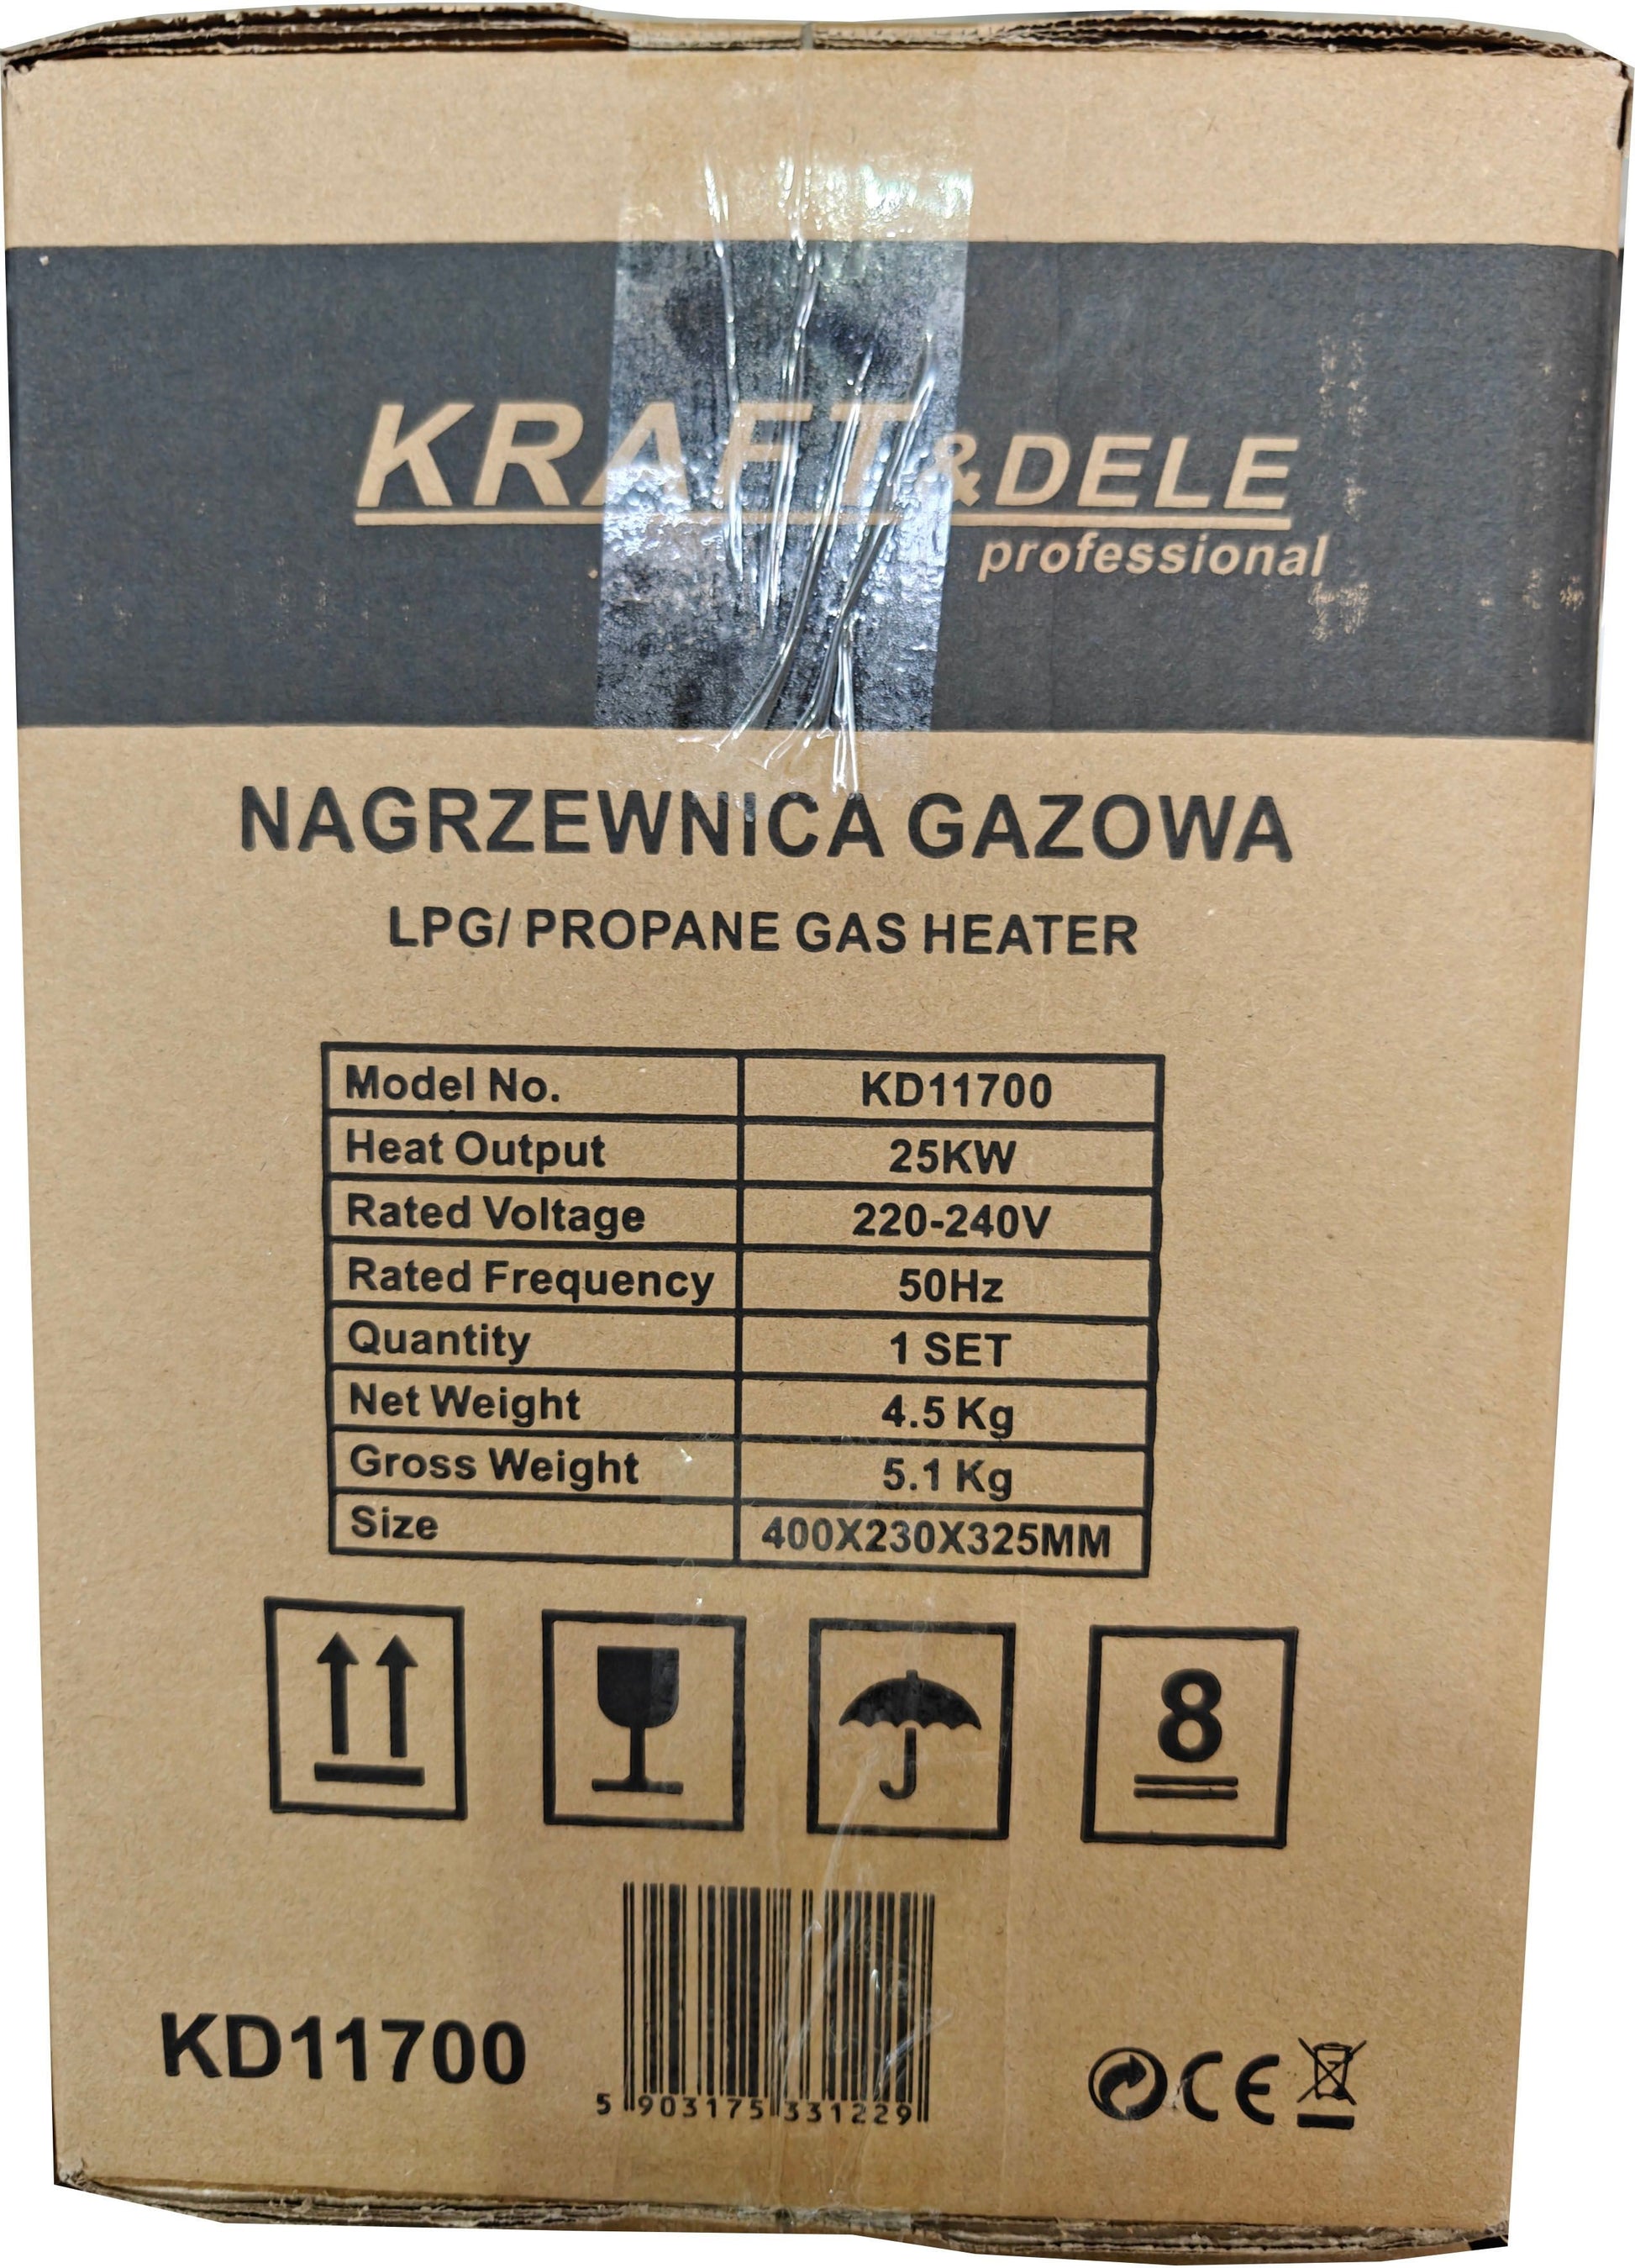 KRAFT & DELE
professional
NAGRZEWNICA GAZOWA
LPG/ PROPANE GAS HEATER
Model No. KD11700
Heat Output 25KW
Rated Voltage 220-240V
Rated Frequency 50Hz
Quantity 1 SET
Net Weight 4.5 Kg
Gross Weight 5.1 Kg
Size 400X230X325MM
8
KD11700
5 903175 331229
CE